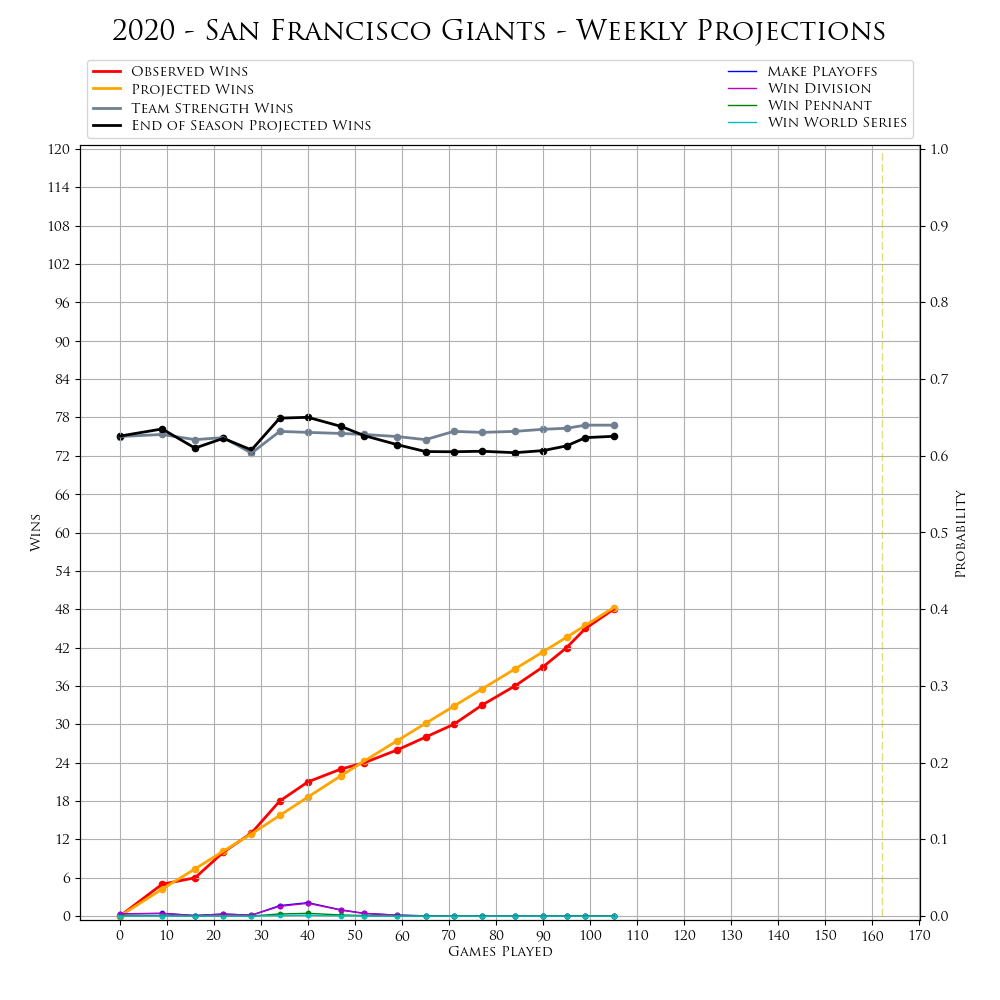 2020 - San Francisco Giants - Weekly Projections
Observed Wins
Projected Wins
Team Strength Wins
End of Season Projected Wins
Make Playoffs
Win Division
Win Pennant
Win World Series
120
114
108
102
96
90
84
78
72
66
60
54
48
42
36
30
24
18
12
6
0
Wins
1.0
0.9
0.8
0.7
0.6
0.5
0.4
0.3
0.2
0.1
0.0
Probability
0 10 20 30 40 50 60 70 80 90 100 110 120 130 140 150 160 170
Games Played